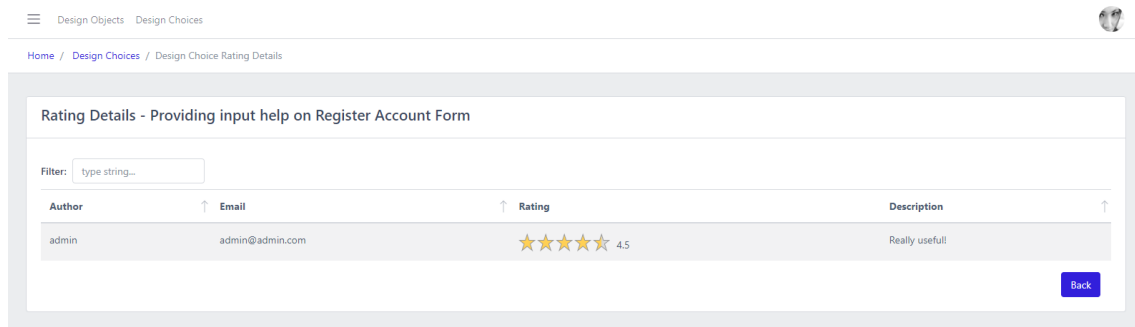 Design Objects Design Choices
Home / Design Choices / Design Choice Rating Details
Rating Details - Providing input help on Register Account Form
Filter: type string...
Author Email Rating Description
admin admin@admin.com 4.5 Really useful!
Back